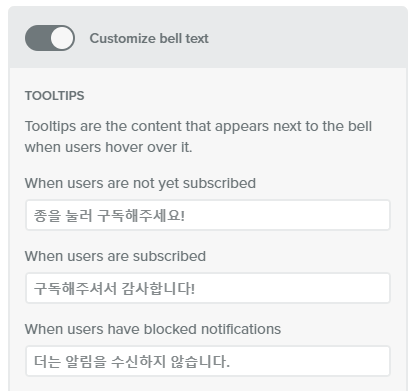 Customize bell text
TOOLTIPS
Tooltips are the content that appears next to the bell
when users hover over it.
When users are not yet subscribed
종을 눌러 구독해주세요!
When users are subscribed
구독해주셔서 감사합니다!
When users have blocked notifications
더는 알림을 수신하지 않습니다.